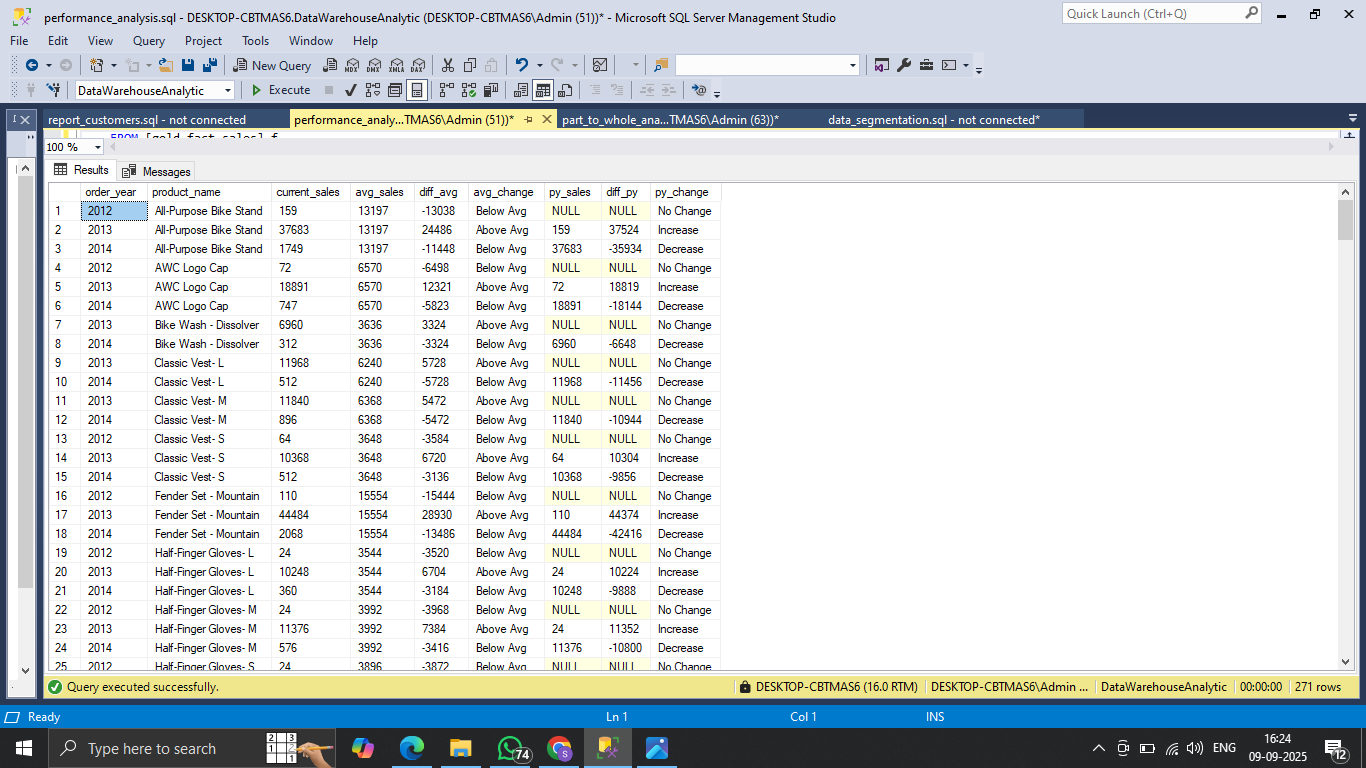 performance_analysis.sql - DESKTOP-CBTMAS6.DataWarehouseAnalytic (DESKTOP-CBTMAS6\Admin (51))* - Microsoft SQL Server Management Studio
Quick Launch (Ctrl+Q)
File Edit View Query Project Tools Window Help
New Query MDX DMX XMLA DAX
DataWarehouseAnalytic Execute
report_customers.sql - not connected performance_analy...TMAS6\Admin (51))* part_to_whole_ana...TMAS6\Admin (63))* data_segmentation.sql - not connected*
FROM [gold.fact_sales] f
100 %
Results Messages
order_year product_name current_sales avg_sales diff_avg avg_change py_sales diff_py py_change
1 2012 All-Purpose Bike Stand 159 13197 -13038 Below Avg NULL NULL No Change
2 2013 All-Purpose Bike Stand 37683 13197 24486 Above Avg 159 37524 Increase
3 2014 All-Purpose Bike Stand 1749 13197 -11448 Below Avg 37683 -35934 Decrease
4 2012 AWC Logo Cap 72 6570 -6498 Below Avg NULL NULL No Change
5 2013 AWC Logo Cap 18891 6570 12321 Above Avg 72 18819 Increase
6 2014 AWC Logo Cap 747 6570 -5823 Below Avg 18891 -18144 Decrease
7 2013 Bike Wash - Dissolver 6960 3636 3324 Above Avg NULL NULL No Change
8 2014 Bike Wash - Dissolver 312 3636 -3324 Below Avg 6960 -6648 Decrease
9 2013 Classic Vest- L 11968 6240 5728 Above Avg NULL NULL No Change
10 2014 Classic Vest- L 512 6240 -5728 Below Avg 11968 -11456 Decrease
11 2013 Classic Vest- M 11840 6368 5472 Above Avg NULL NULL No Change
12 2014 Classic Vest- M 896 6368 -5472 Below Avg 11840 -10944 Decrease
13 2012 Classic Vest- S 64 3648 -3584 Below Avg NULL NULL No Change
14 2013 Classic Vest- S 10368 3648 6720 Above Avg 64 10304 Increase
15 2014 Classic Vest- S 512 3648 -3136 Below Avg 10368 -9856 Decrease
16 2012 Fender Set - Mountain 110 15554 -15444 Below Avg NULL NULL No Change
17 2013 Fender Set - Mountain 44484 15554 28930 Above Avg 110 44374 Increase
18 2014 Fender Set - Mountain 2068 15554 -13486 Below Avg 44484 -42416 Decrease
19 2012 Half-Finger Gloves- L 24 3544 -3520 Below Avg NULL NULL No Change
20 2013 Half-Finger Gloves- L 10248 3544 6704 Above Avg 24 10224 Increase
21 2014 Half-Finger Gloves- L 360 3544 -3184 Below Avg 10248 -9888 Decrease
22 2012 Half-Finger Gloves- M 24 3992 -3968 Below Avg NULL NULL No Change
23 2013 Half-Finger Gloves- M 11376 3992 7384 Above Avg 24 11352 Increase
24 2014 Half-Finger Gloves- M 576 3992 -3416 Below Avg 11376 -10800 Decrease
25 2012 Half-Finger Gloves- S 24 3896 -3872 Below Avg NULL NULL No Change
Query executed successfully. DESKTOP-CBTMAS6 (16.0 RTM) DESKTOP-CBTMAS6\Admin ... DataWarehouseAnalytic 00:00:00 271 rows
Ready Ln 1 Col 1 INS
Type here to search 74 S ENG 16:24
09-09-2025 12